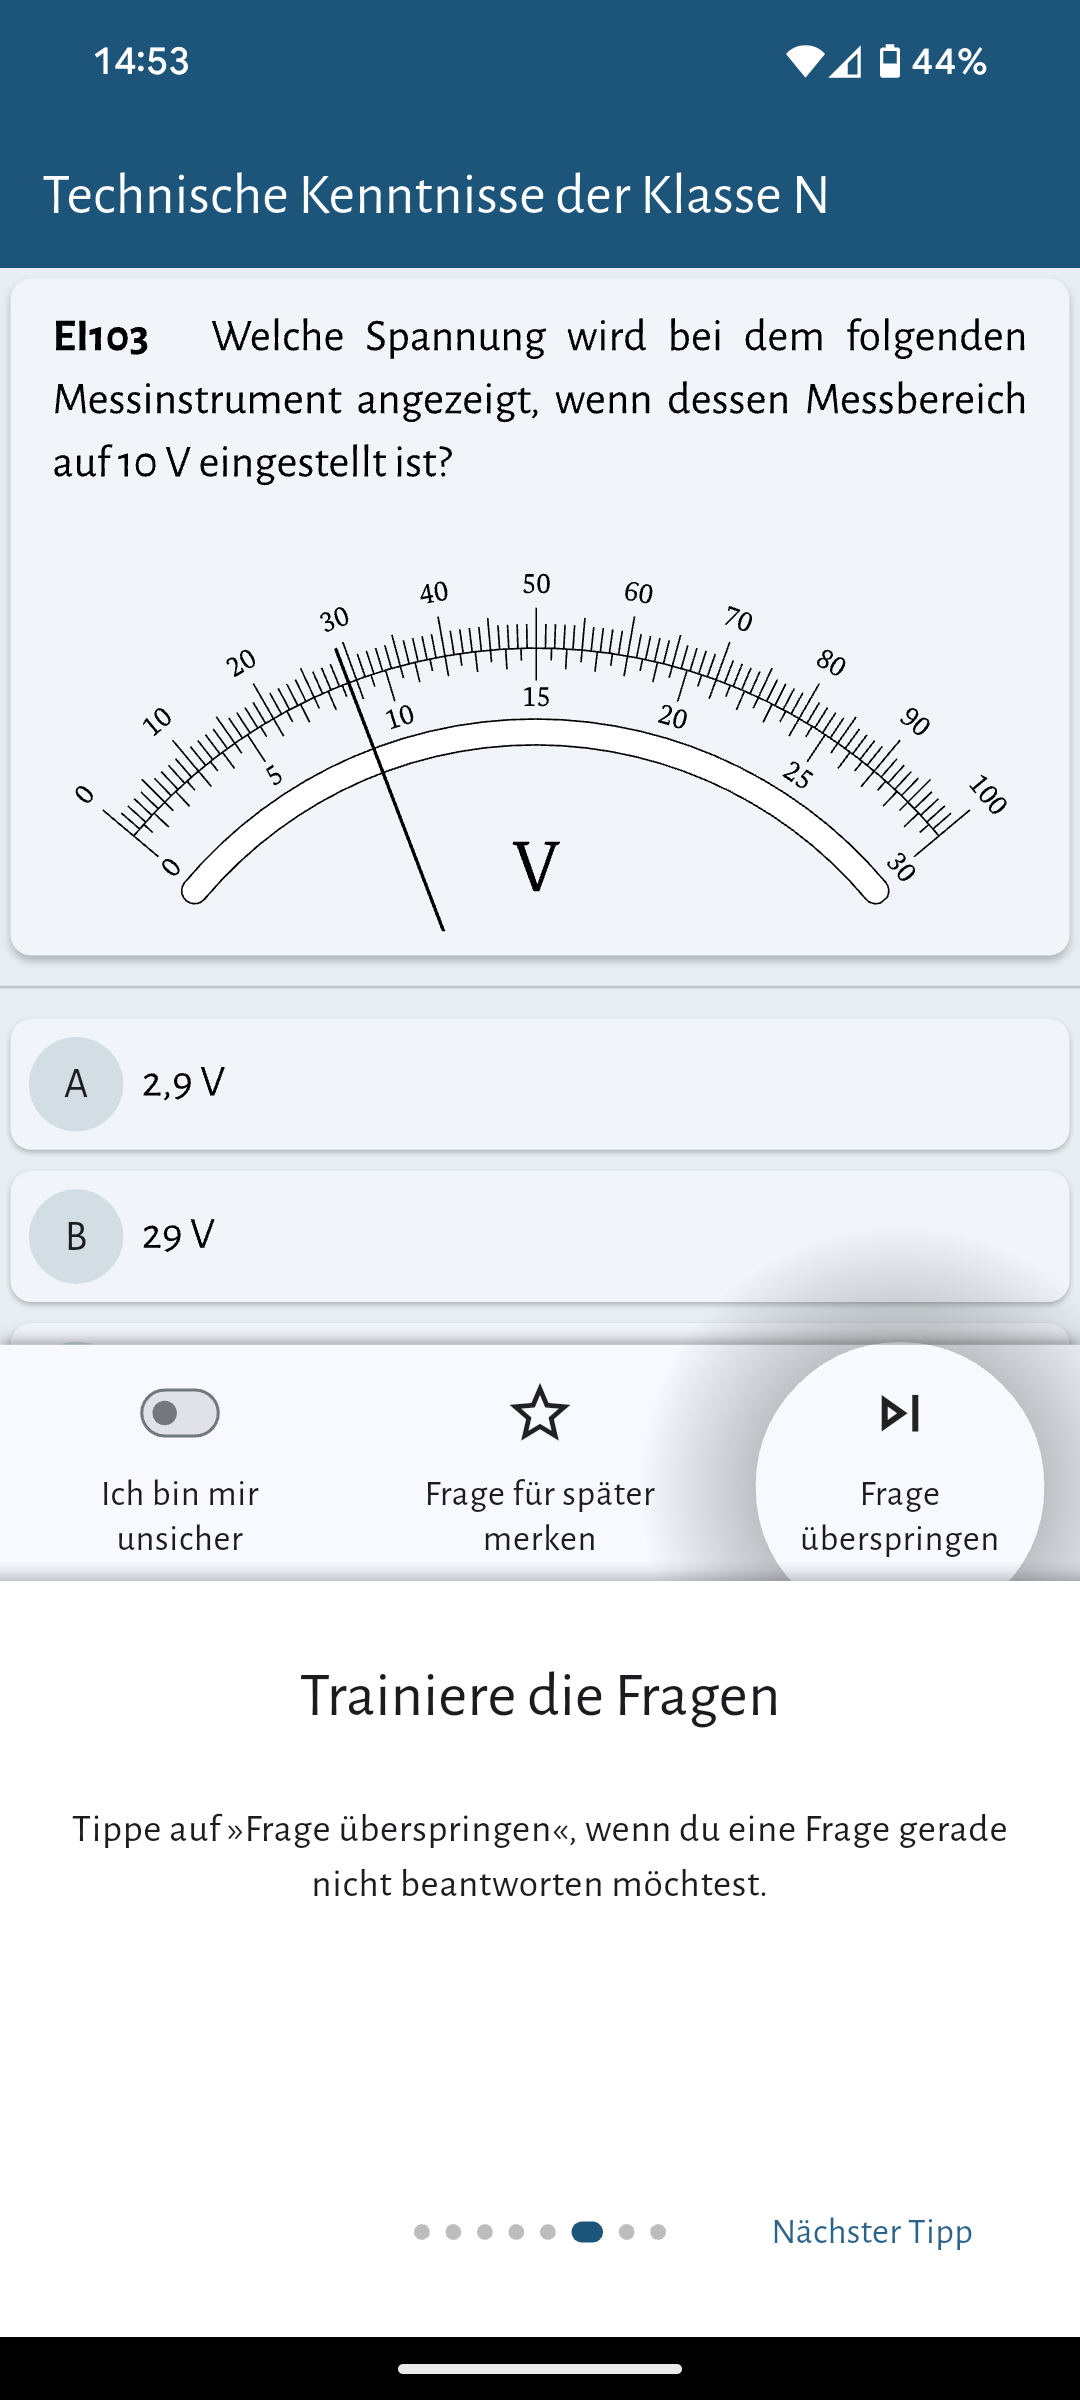 14:53
44%
Technische Kenntnisse der Klasse N
EI103 Welche Spannung wird bei dem folgenden
Messinstrument angezeigt, wenn dessen Messbereich
auf 10 V eingestellt ist?
0 10 20 30 40 50 60 70 80 90 100
0 5 10 15 20 25 30
V
A 2,9 V
B 29 V
Ich bin mir
unsicher
Frage für später
merken
Frage
überspringen
Trainiere die Fragen
Tippe auf »Frage überspringen«, wenn du eine Frage gerade
nicht beantworten möchtest.
Nächster Tipp